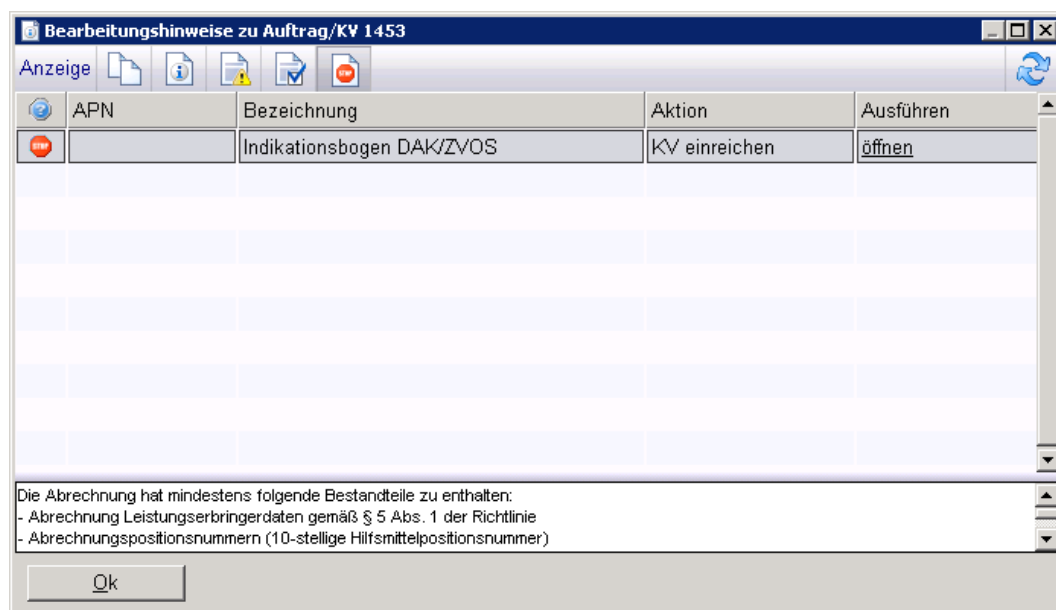 Bearbeitungshinweise zu Auftrag/KV 1453
Anzeige
APN Bezeichnung Aktion Ausführen
Indikationsbogen DAK/ZVOS KV einreichen öffnen
Die Abrechnung hat mindestens folgende Bestandteile zu enthalten:
- Abrechnung Leistungserbringerdaten gemäß § 5 Abs. 1 der Richtlinie
- Abrechnungspositionsnummern (10-stellige Hilfsmittelpositionsnummer)
Ok